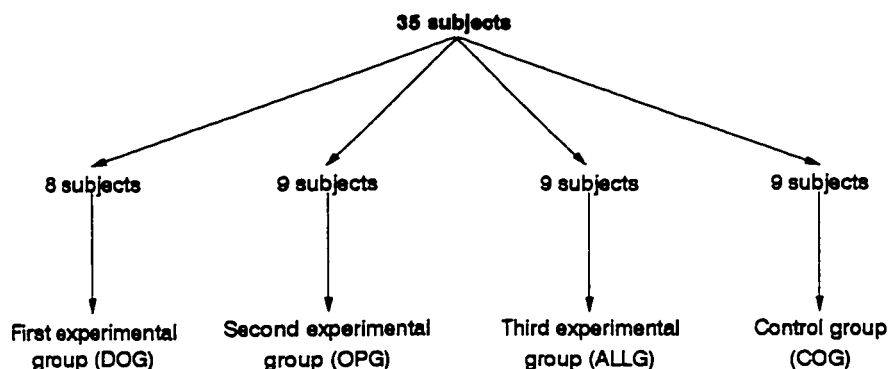 35 subjects
8 subjects
9 subjects
9 subjects
9 subjects
First experimental
group (DOG)
Second experimental
group (OPG)
Third experimental
group (ALLG)
Control group
(COG)